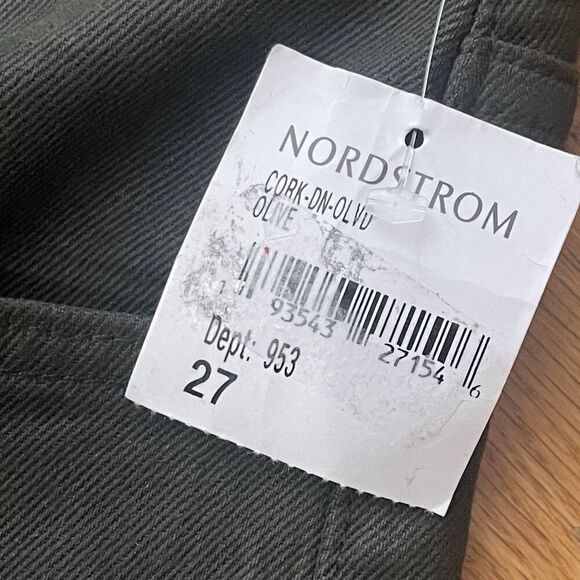 NORDSTROM
CORK-DN-OLVD
OLIVE
93543 27154 6
Dept: 953
27